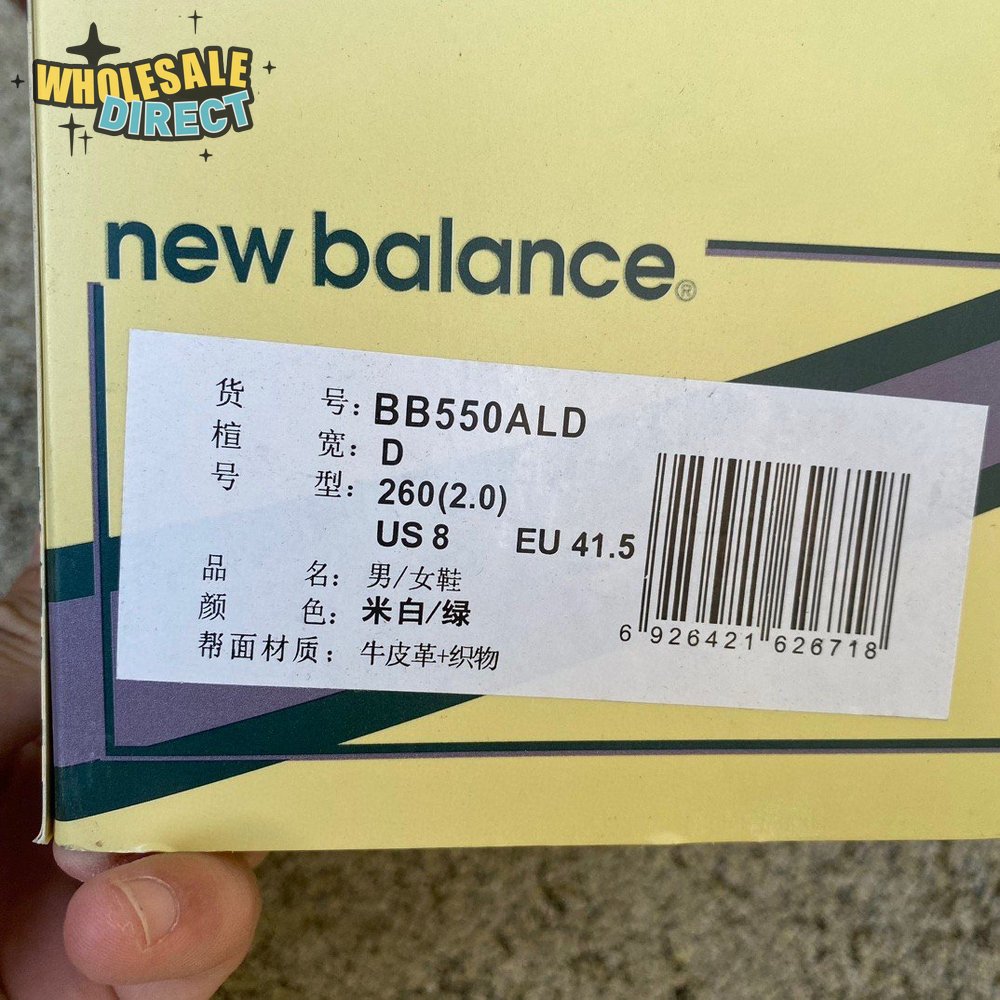 WHOLESALE
DIRECT
new balance®
货 号: BB550ALD
楦 宽: D
号 型: 260(2.0)
US 8 EU 41.5
品 名: 男/女鞋
颜 色: 米白/绿
帮面材质: 牛皮革+织物
6 926421 626718